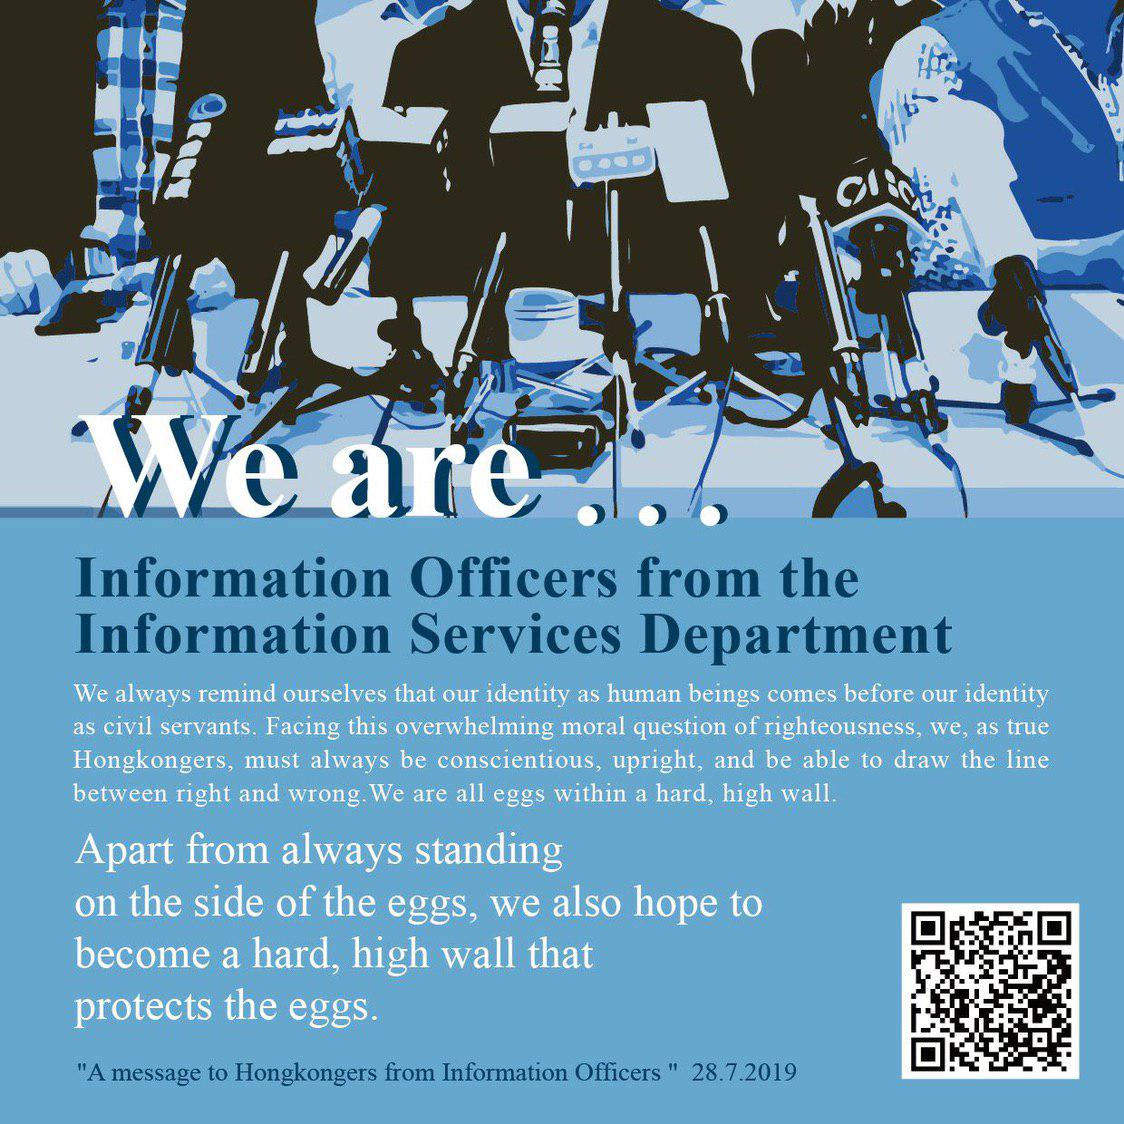 We are . . .
Information Officers from the
Information Services Department
We always remind ourselves that our identity as human beings comes before our identity
as civil servants. Facing this overwhelming moral question of righteousness, we, as true
Hongkongers, must always be conscientious, upright, and be able to draw the line
between right and wrong.We are all eggs within a hard, high wall.
Apart from always standing
on the side of the eggs, we also hope to
become a hard, high wall that
protects the eggs.
"A message to Hongkongers from Information Officers " 28.7.2019